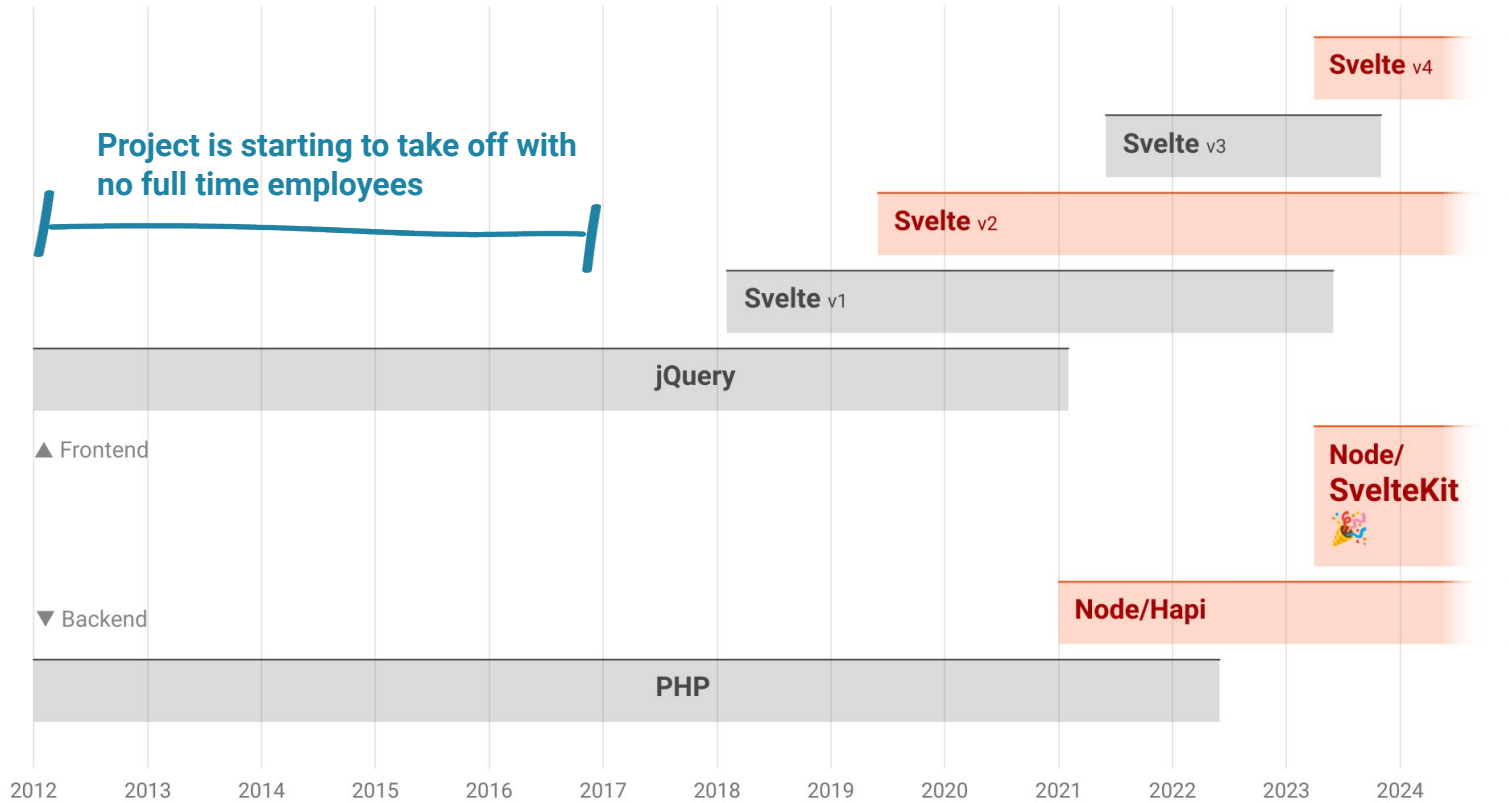 Svelte v4
Svelte v3
Project is starting to take off with
no full time employees
Svelte v2
Svelte v1
jQuery
▲ Frontend
Node/
SvelteKit
🎉
Node/Hapi
▼ Backend
PHP
2012 2013 2014 2015 2016 2017 2018 2019 2020 2021 2022 2023 2024